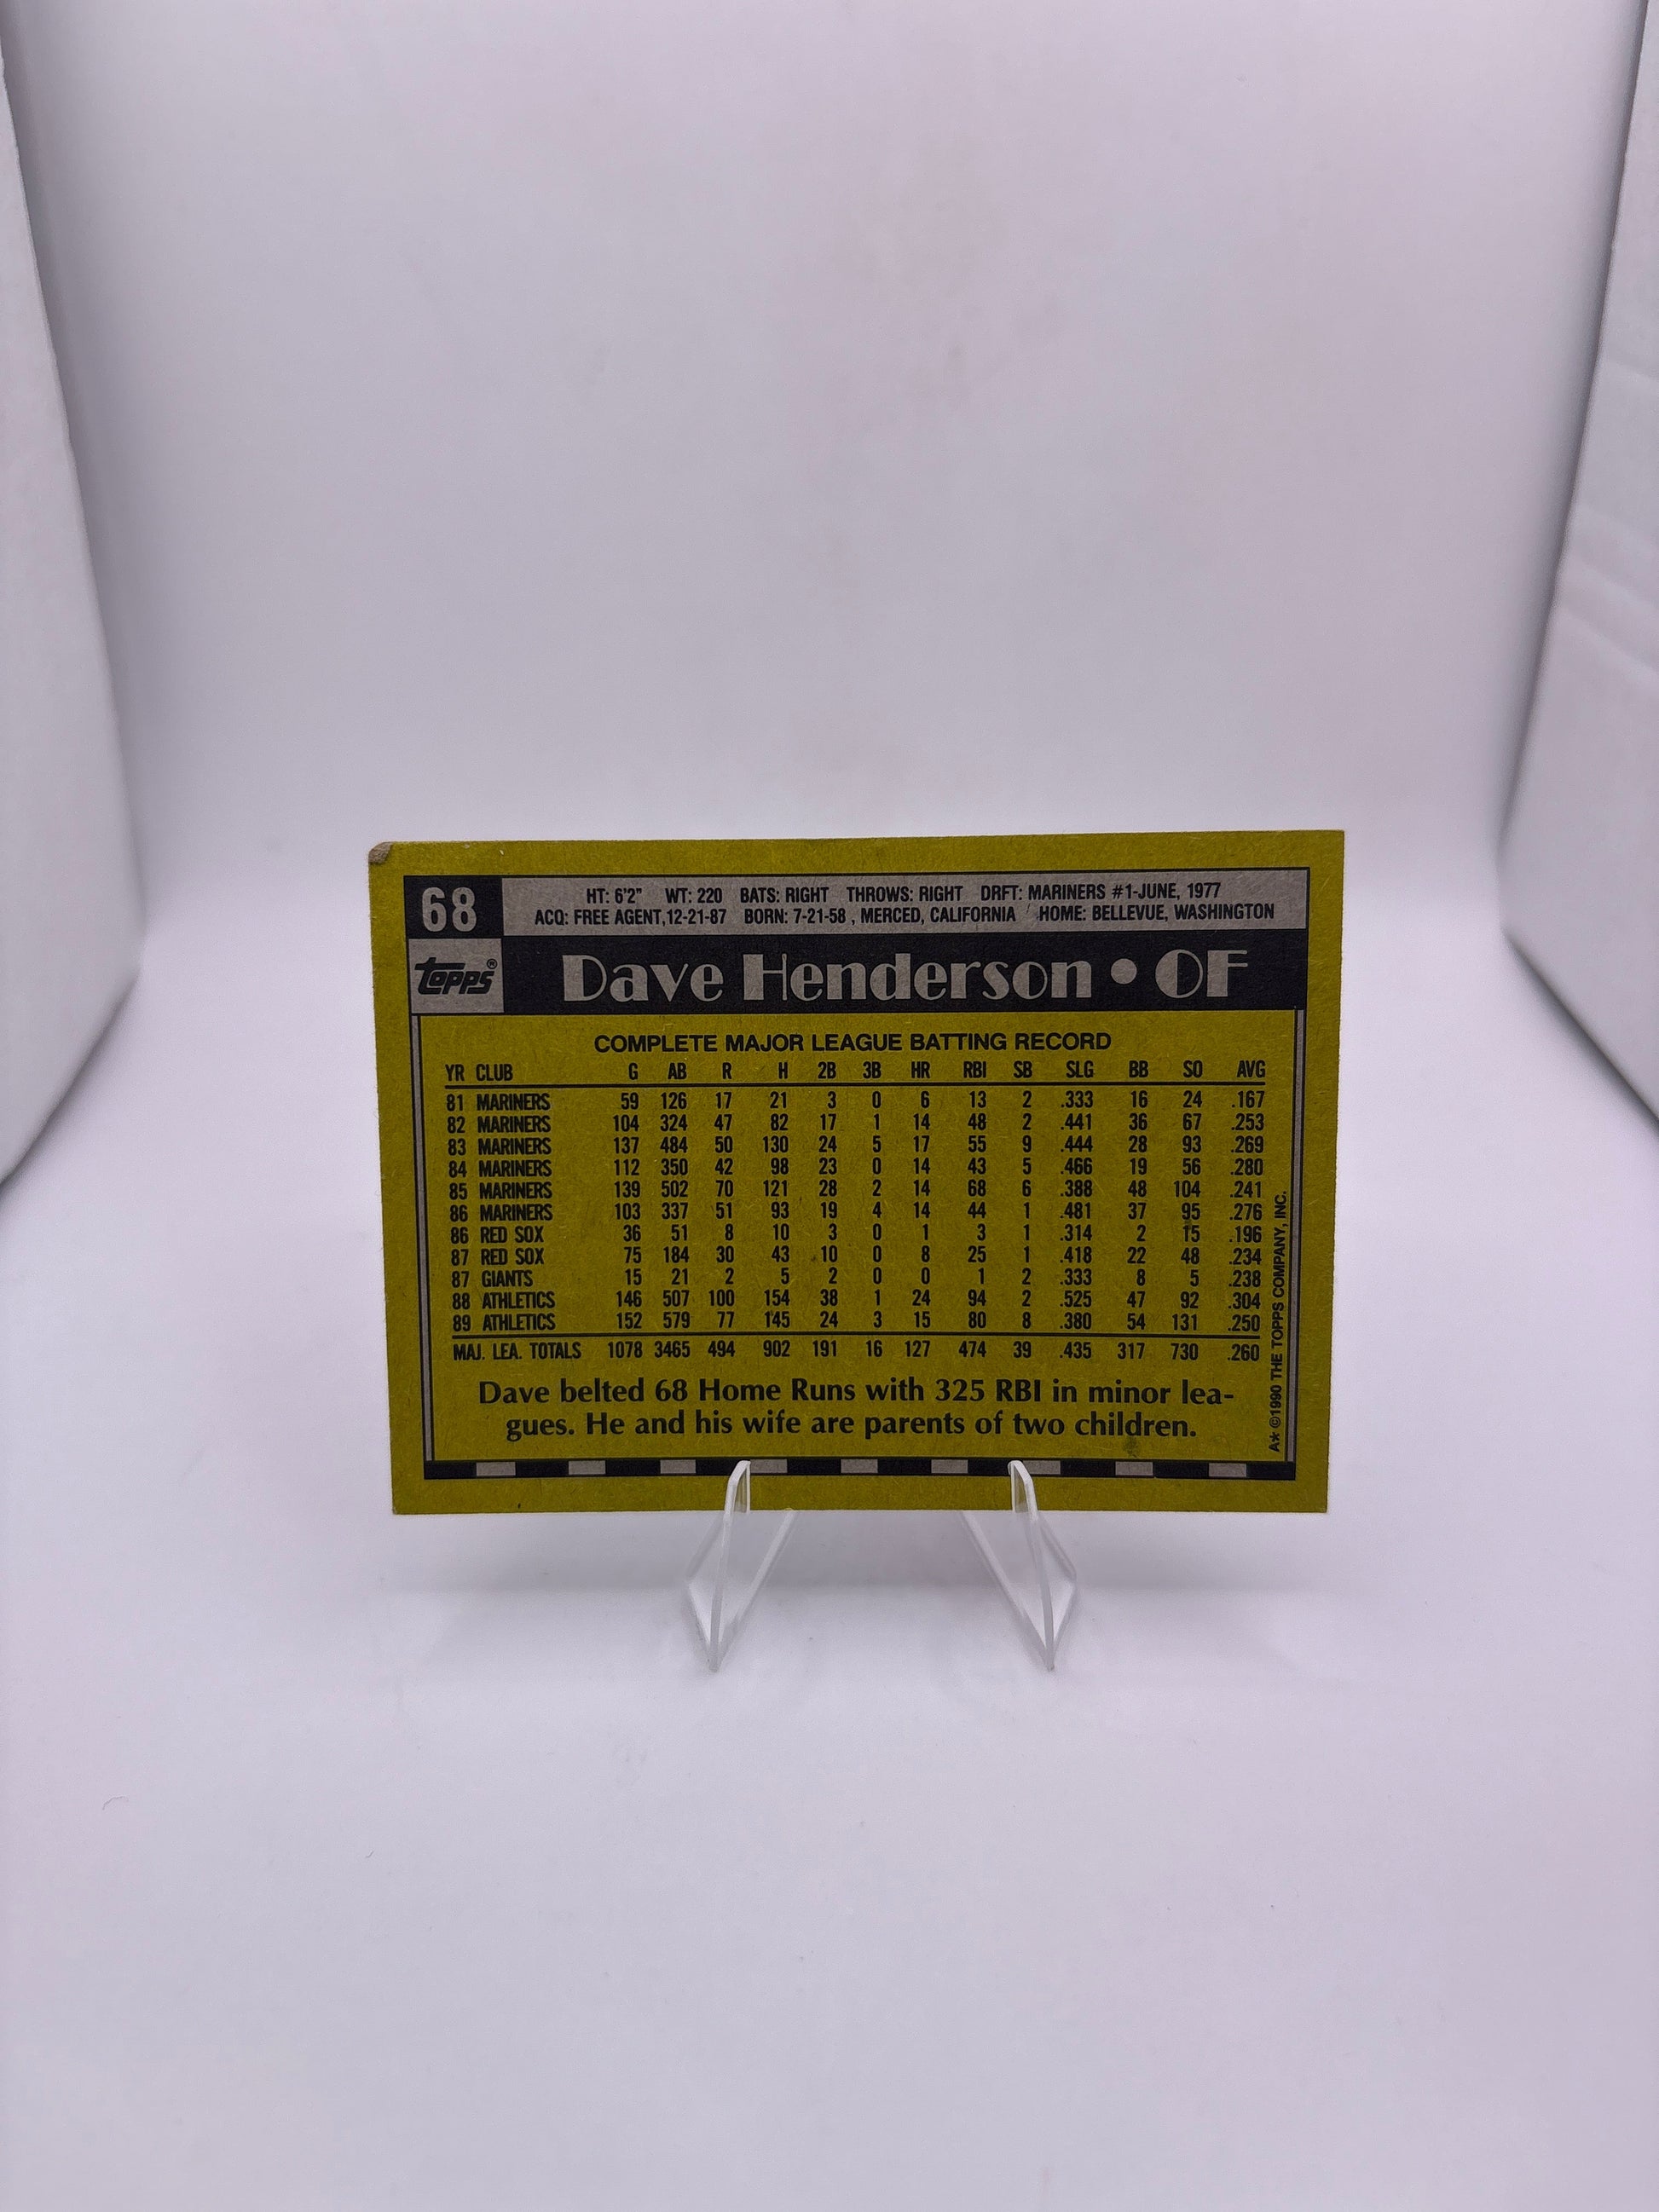 68
HT: 6'2" WT: 220 BATS: RIGHT THROWS: RIGHT DRFT: MARINERS #1-JUNE, 1977
ACQ: FREE AGENT,12-21-87 BORN: 7-21-58 , MERCED, CALIFORNIA HOME: BELLEVUE, WASHINGTON
topps®
Dave Henderson • OF
COMPLETE MAJOR LEAGUE BATTING RECORD
YR CLUB G AB R H 2B 3B HR RBI SB SLG BB SO AVG
81 MARINERS 59 126 17 21 3 0 6 13 2 .333 16 24 .167
82 MARINERS 104 324 47 82 17 1 14 48 2 .441 36 67 .253
83 MARINERS 137 484 50 130 24 5 17 55 9 .444 28 93 .269
84 MARINERS 112 350 42 98 23 0 14 43 5 .466 19 56 .280
85 MARINERS 139 502 70 121 28 2 14 68 6 .388 48 104 .241
86 MARINERS 103 337 51 93 19 4 14 44 1 .481 37 95 .276
86 RED SOX 36 51 8 10 3 0 1 3 1 .314 2 15 .196
87 RED SOX 75 184 30 43 10 0 8 25 1 .418 22 48 .234
87 GIANTS 15 21 2 5 2 0 0 1 2 .333 8 5 .238
88 ATHLETICS 146 507 100 154 38 1 24 94 2 .525 47 92 .304
89 ATHLETICS 152 579 77 145 24 3 15 80 8 .380 54 131 .250
MAJ. LEA. TOTALS 1078 3465 494 902 191 16 127 474 39 .435 317 730 .260
Dave belted 68 Home Runs with 325 RBI in minor lea-
gues. He and his wife are parents of two children.
A* ©1990 THE TOPPS COMPANY, INC.